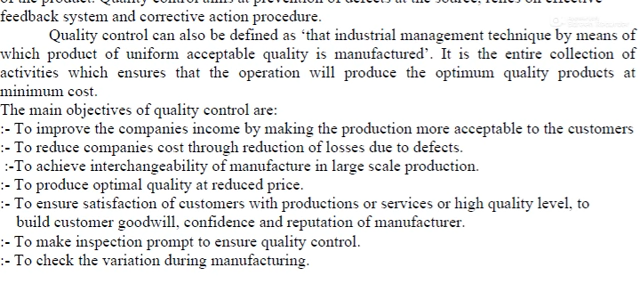 feedback system and corrective action procedure.
Quality control can also be defined as ‘that industrial management technique by means of
which product of uniform acceptable quality is manufactured’. It is the entire collection of
activities which ensures that the operation will produce the optimum quality products at
minimum cost.
The main objectives of quality control are:
:- To improve the companies income by making the production more acceptable to the customers
:- To reduce companies cost through reduction of losses due to defects.
:-To achieve interchangeability of manufacture in large scale production.
:- To produce optimal quality at reduced price.
:- To ensure satisfaction of customers with productions or services or high quality level, to
build customer goodwill, confidence and reputation of manufacturer.
:- To make inspection prompt to ensure quality control.
:- To check the variation during manufacturing.